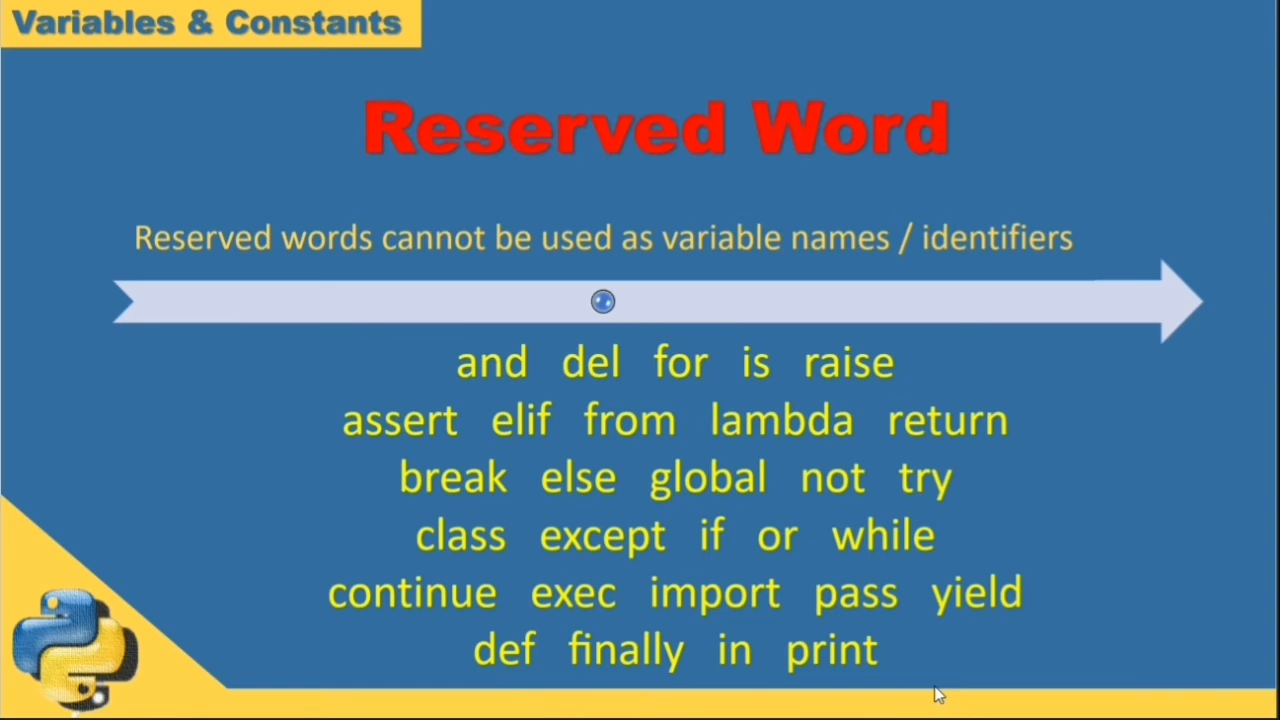 Variables & Constants
Reserved Word
Reserved words cannot be used as variable names / identifiers
and del for is raise
assert elif from lambda return
break else global not try
class except if or while
continue exec import pass yield
def finally in print